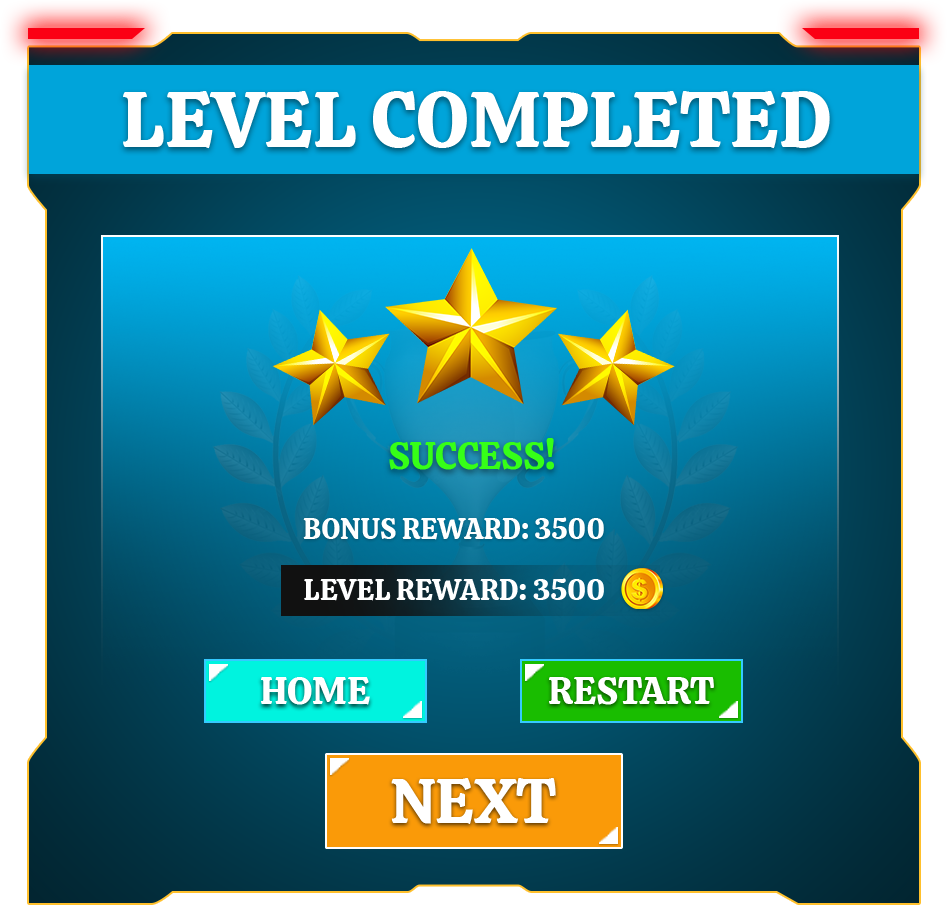 LEVEL COMPLETED
SUCCESS!
BONUS REWARD: 3500
LEVEL REWARD: 3500 $
HOME
RESTART
NEXT